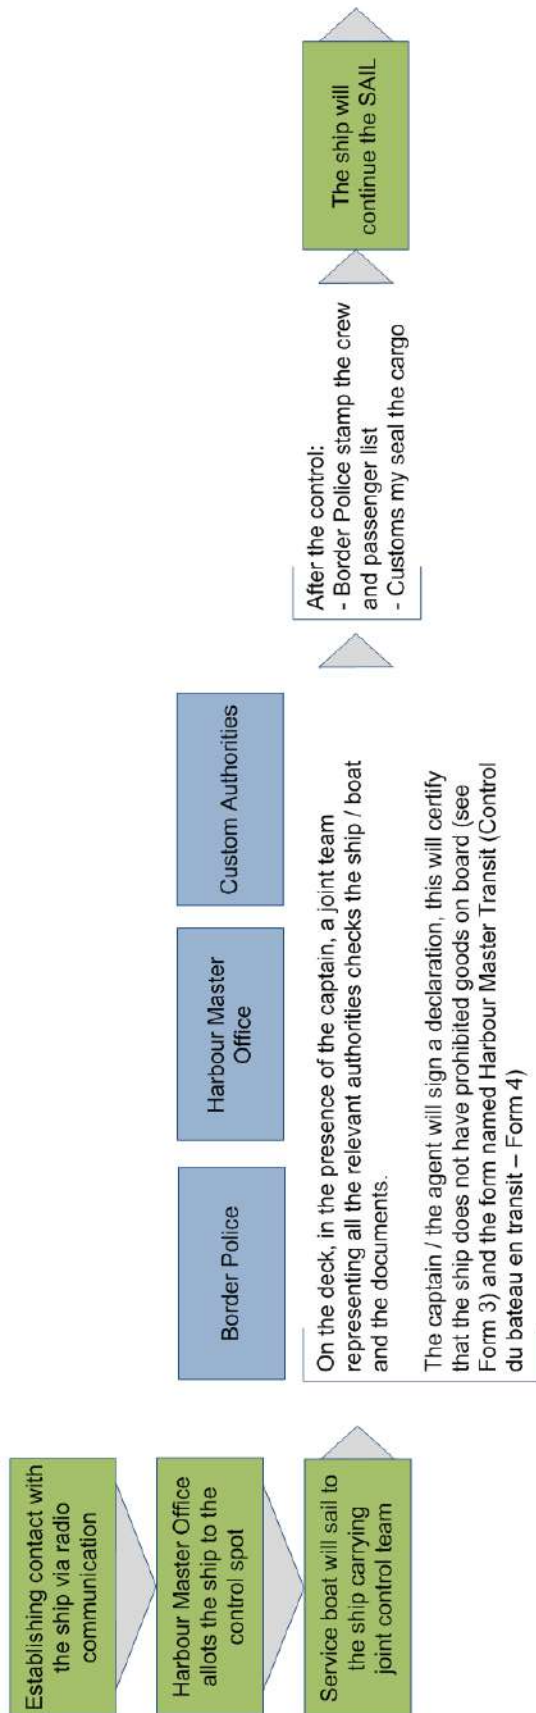 Establishing contact with
the ship via radio
communication
Harbour Master Office
allots the ship to the
control spot
Service boat will sail to
the ship carrying
joint control team
Border Police
Harbour Master
Office
Custom Authorities
On the deck, in the presence of the captain, a joint team
representing all the relevant authorities checks the ship / boat
and the documents.
The captain / the agent will sign a declaration, this will certify
that the ship does not have prohibited goods on board (see
Form 3) and the form named Harbour Master Transit (Control
du bateau en transit – Form 4)
After the control:
- Border Police stamp the crew
and passenger list
- Customs my seal the cargo
The ship will
continue the SAIL